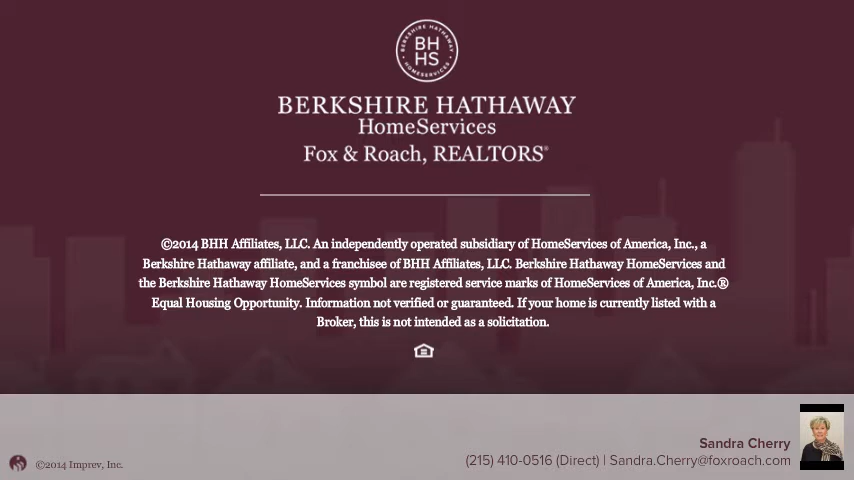 BERKSHIRE HATHAWAY
BH
HS
HOMESERVICES
BERKSHIRE HATHAWAY
HomeServices
Fox & Roach, REALTORS®
©2014 BHH Affiliates, LLC. An independently operated subsidiary of HomeServices of America, Inc., a
Berkshire Hathaway affiliate, and a franchisee of BHH Affiliates, LLC. Berkshire Hathaway HomeServices and
the Berkshire Hathaway HomeServices symbol are registered service marks of HomeServices of America, Inc.®
Equal Housing Opportunity. Information not verified or guaranteed. If your home is currently listed with a
Broker, this is not intended as a solicitation.
Sandra Cherry
(215) 410-0516 (Direct) | Sandra.Cherry@foxroach.com
©2014 Imprev, Inc.